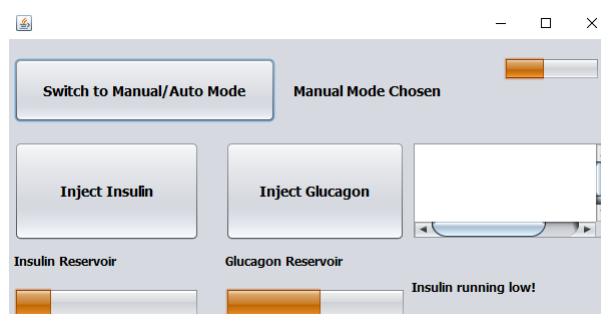 Switch to Manual/Auto Mode
Manual Mode Chosen
Inject Insulin
Inject Glucagon
Insulin Reservoir
Glucagon Reservoir
Insulin running low!